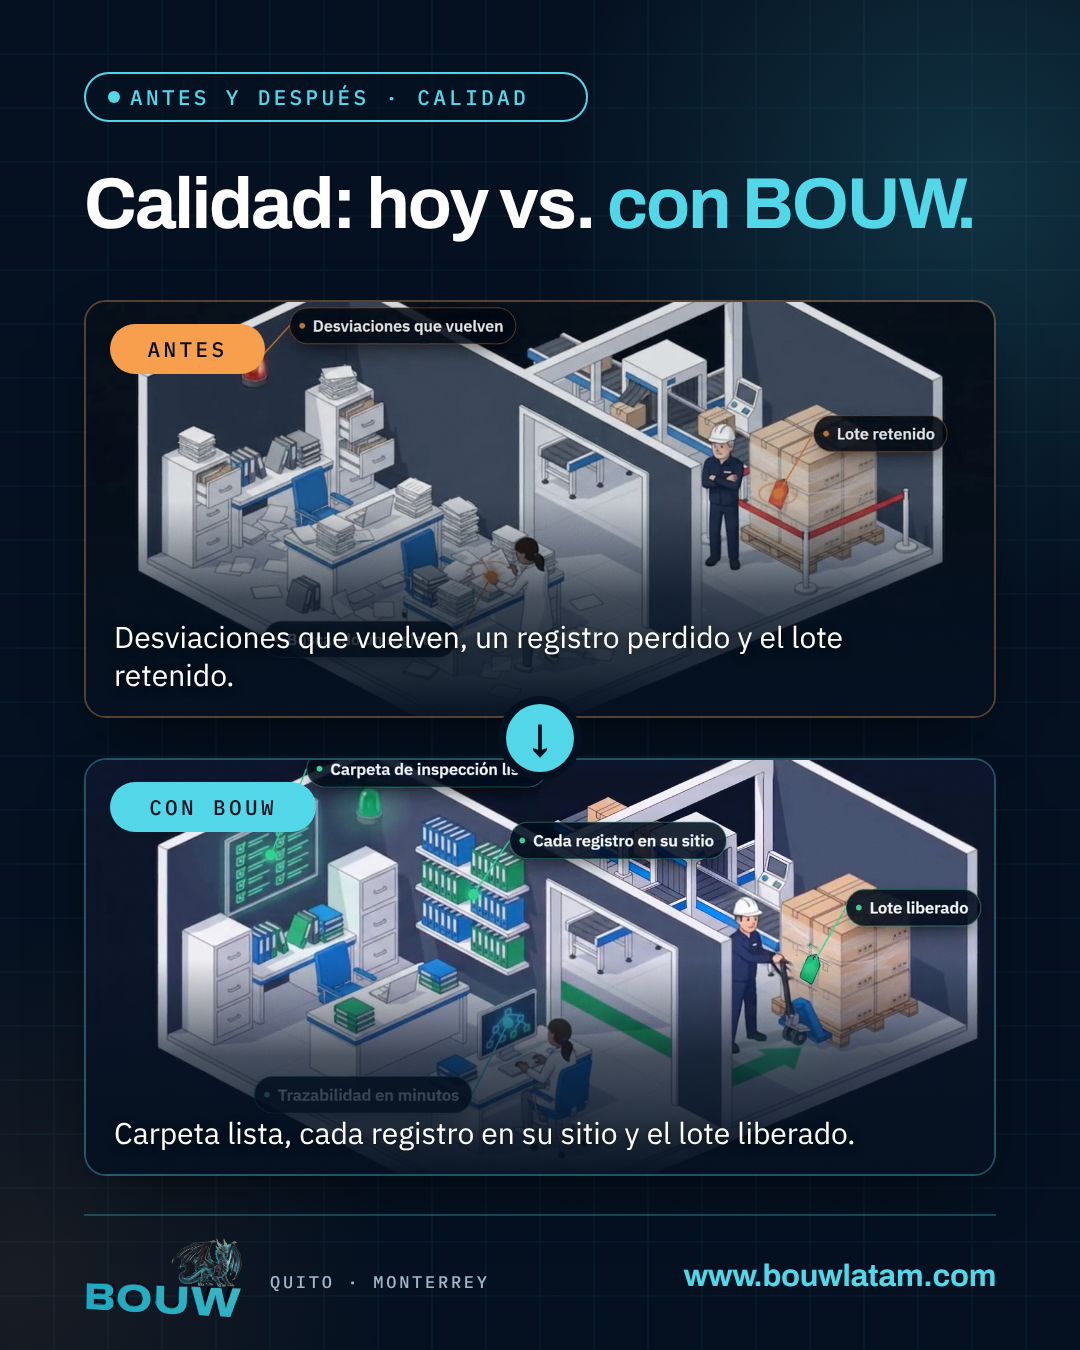 ANTES Y DESPUÉS · CALIDAD
Calidad: hoy vs. con BOUW.
ANTES
Desviaciones que vuelven
Lote retenido
Desviaciones que vuelven, un registro perdido y el lote
retenido.
↓
Carpeta de inspección lis
CON BOUW
Cada registro en su sitio
Lote liberado
Trazabilidad en minutos
Carpeta lista, cada registro en su sitio y el lote liberado.
BOUW
QUITO · MONTERREY
www.bouwlatam.com